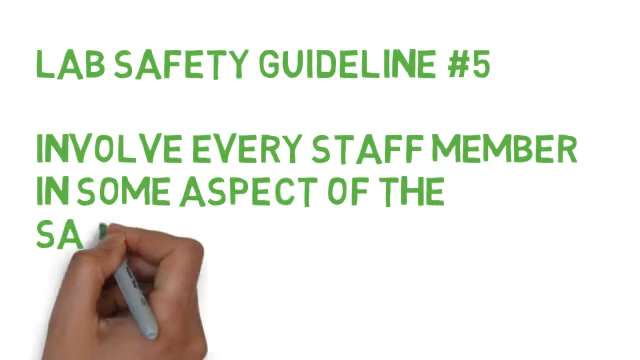 LAB SAFETY GUIDELINE #5
INVOLVE EVERY STAFF MEMBER
IN SOME ASPECT OF THE
SA